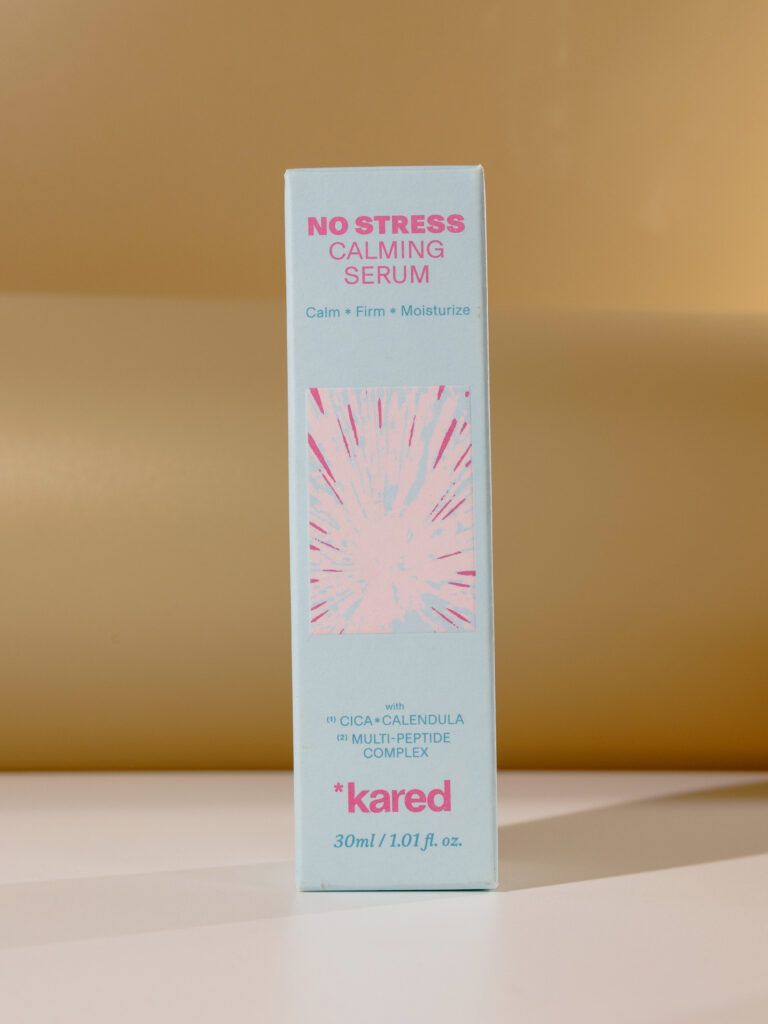 NO STRESS
CALMING
SERUM
Calm * Firm * Moisturize
with
(1) CICA*CALENDULA
(2) MULTI-PEPTIDE
COMPLEX
*kared
30ml / 1.01 fl. oz.